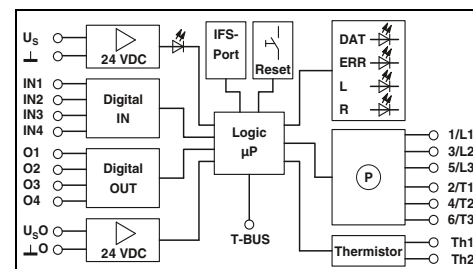 US
⊥
24 VDC
IFS-
Port
Reset
DAT
ERR
L
R
IN1
IN2
IN3
IN4
Digital
IN
Logic
µP
O1
O2
O3
O4
Digital
OUT
P
1/L1
3/L2
5/L3
2/T1
4/T2
6/T3
USO
⊥O
24 VDC
T-BUS
Thermistor
Th1
Th2